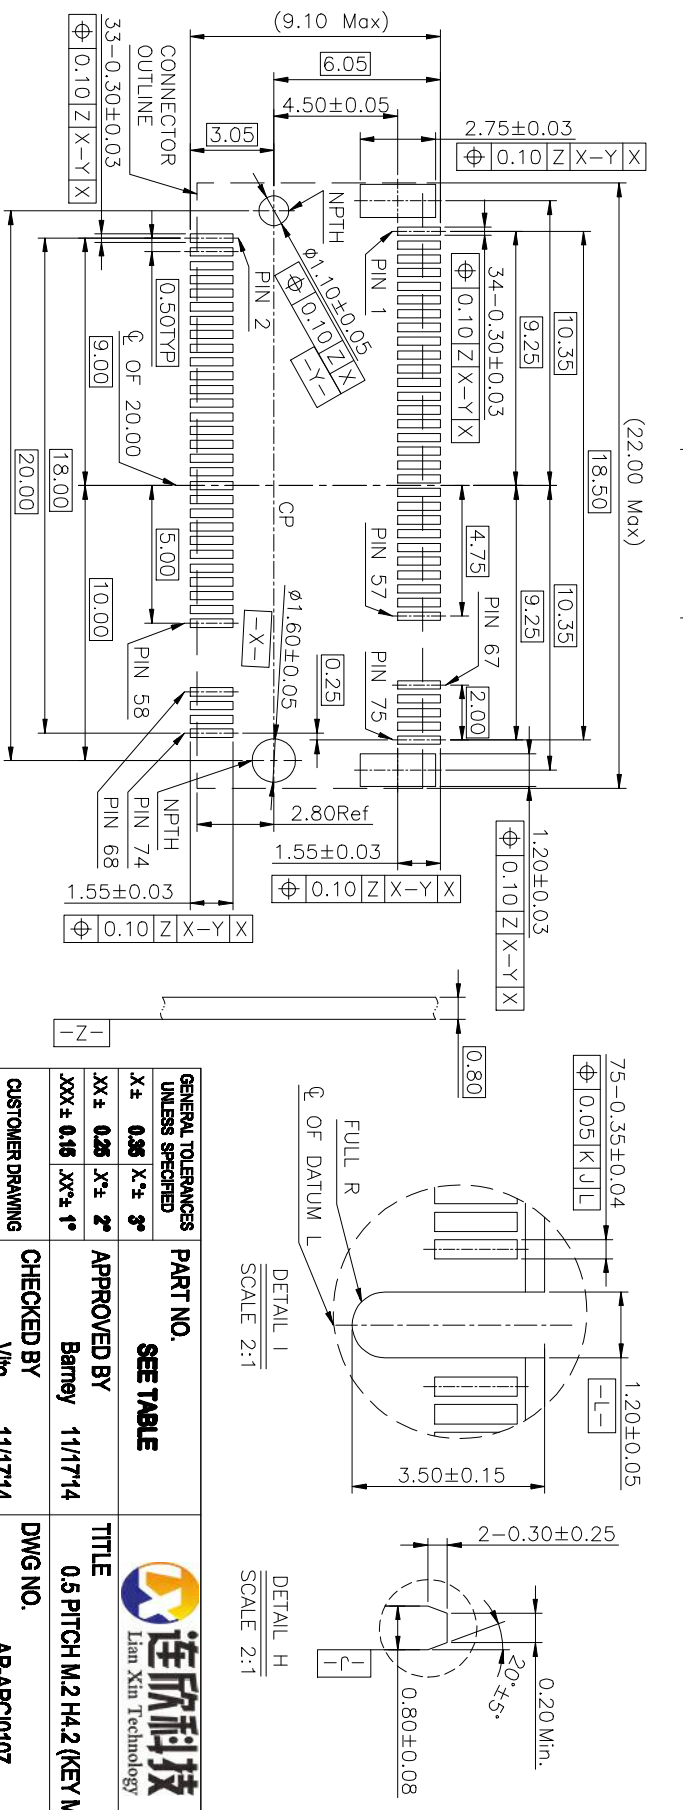 (9.10 Max)
6.05
4.50±0.05
3.05
2.75±0.03
⌖ 0.10 Z X-Y X
33-0.30±0.03
⌖ 0.10 Z X-Y X
CONNECTOR
OUTLINE
NPTH
PIN 1
PIN 2
ø1.10±0.05
⌖ 0.10 Z X
-Y-
34-0.30±0.03
⌖ 0.10 Z X-Y X
9.25
10.35
(22.00 Max)
18.50
0.50TYP
9.00
℄ OF 20.00
18.00
20.00
5.00
10.00
CP
4.75
9.25
10.35
PIN 57
PIN 67
PIN 75
2.00
ø1.60±0.05
-X-
0.25
PIN 58
NPTH
PIN 74
PIN 68
2.80Ref
1.55±0.03
⌖ 0.10 Z X-Y X
1.55±0.03
⌖ 0.10 Z X-Y X
1.20±0.03
⌖ 0.10 Z X-Y X
-Z-
0.80
75-0.35±0.04
⌖ 0.05 K J L
FULL R
℄ OF DATUM L
DETAIL I
SCALE 2:1
1.20±0.05
-L-
3.50±0.15
2-0.30±0.25
0.20Min.
20°±5°
0.80±0.08
-J-
DETAIL H
SCALE 2:1
GENERAL TOLERANCES
UNLESS SPECIFIED
.X± 0.35 X.°± 3°
.XX± 0.25 .X°± 2°
.XXX± 0.15 .XX°± 1°
CUSTOMER DRAWING
PART NO.
SEE TABLE
APPROVED BY
Barney 11/17'14
CHECKED BY
11/17'14
连欣科技
Lian Xin Technology
TITLE
0.5 PITCH M.2 H4.2 (KEY M
DWG NO.